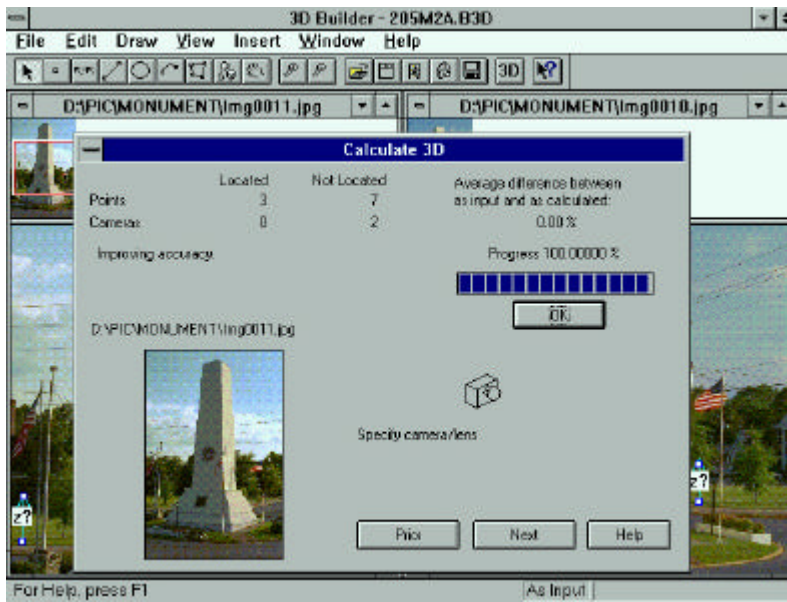 3D Builder - 205M2A.B3D
File Edit Draw View Insert Window Help
3D
D:\PIC\MONUMENT\Img0011.jpg
D:\PIC\MONUMENT\Img0010.jpg
Calculate 3D
Located Not Located
Points 3 7
Cameras 0 2
Average difference between
as input and as calculated:
0.00 %
Improving accuracy.
Progress 100.00000 %
OK
D:\PIC\MONUMENT\Img0011.jpg
Specify camera/lens
z?
z?
Prior Next Help
For Help, press F1 As Input